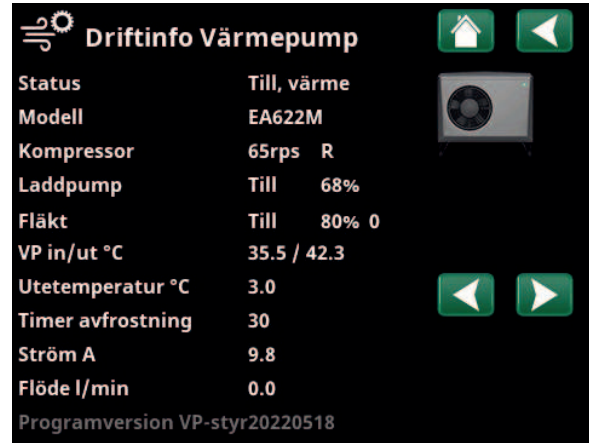 Driftinfo Värmepump
Status Till, värme
Modell EA622M
Kompressor 65rps R
Laddpump Till 68%
Fläkt Till 80% 0
VP in/ut °C 35.5 / 42.3
Utetemperatur °C 3.0
Timer avfrostning 30
Ström A 9.8
Flöde l/min 0.0
Programversion VP-styr20220518